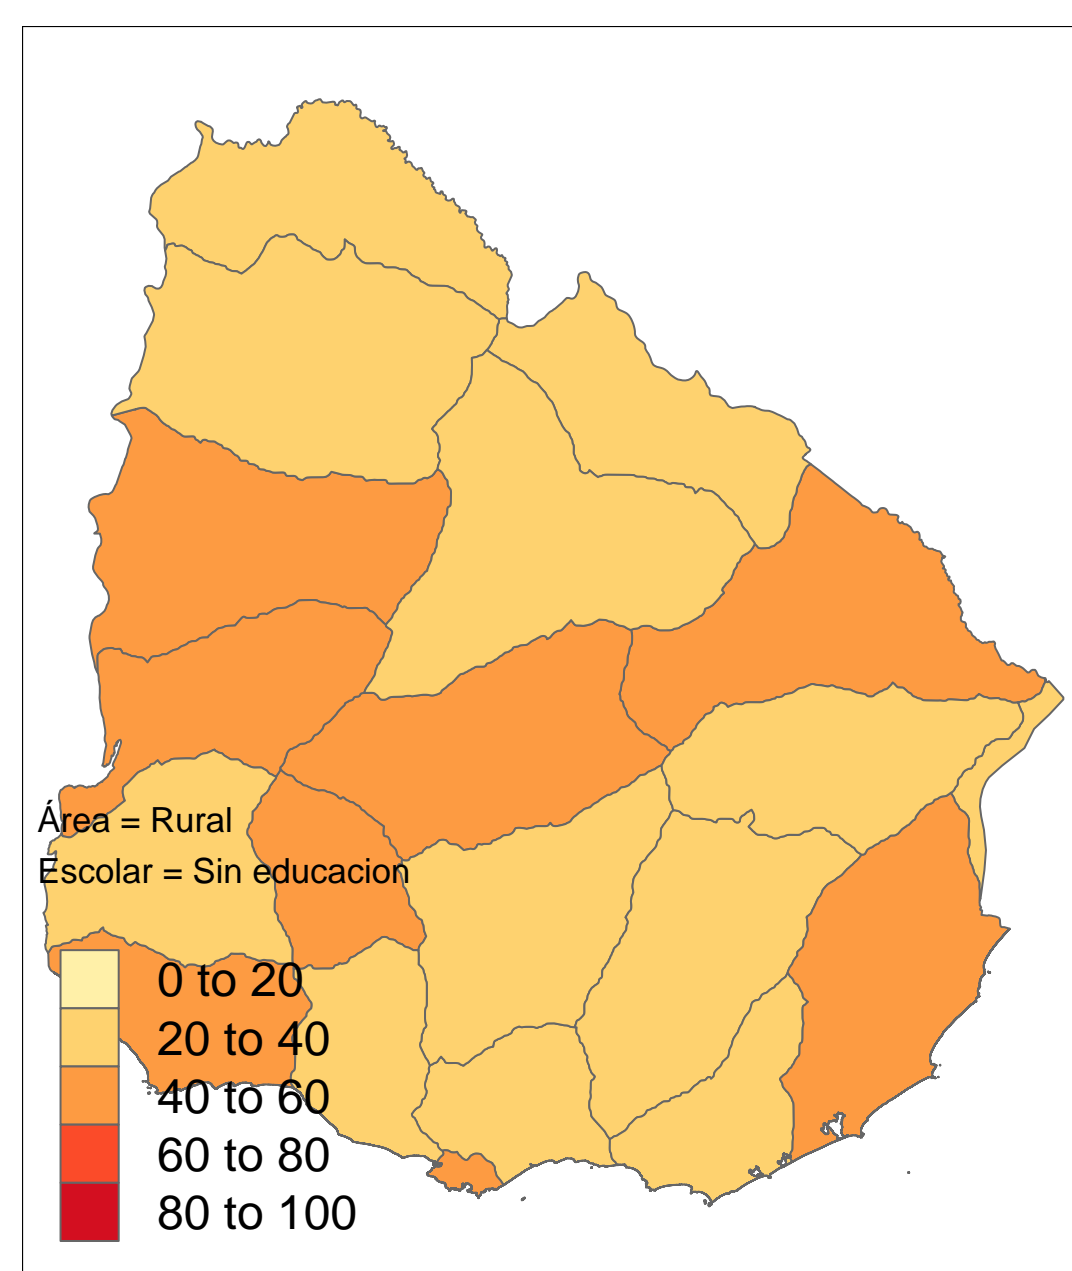 Área = Rural
Escolar = Sin educacion
0 to 20
20 to 40
40 to 60
60 to 80
80 to 100